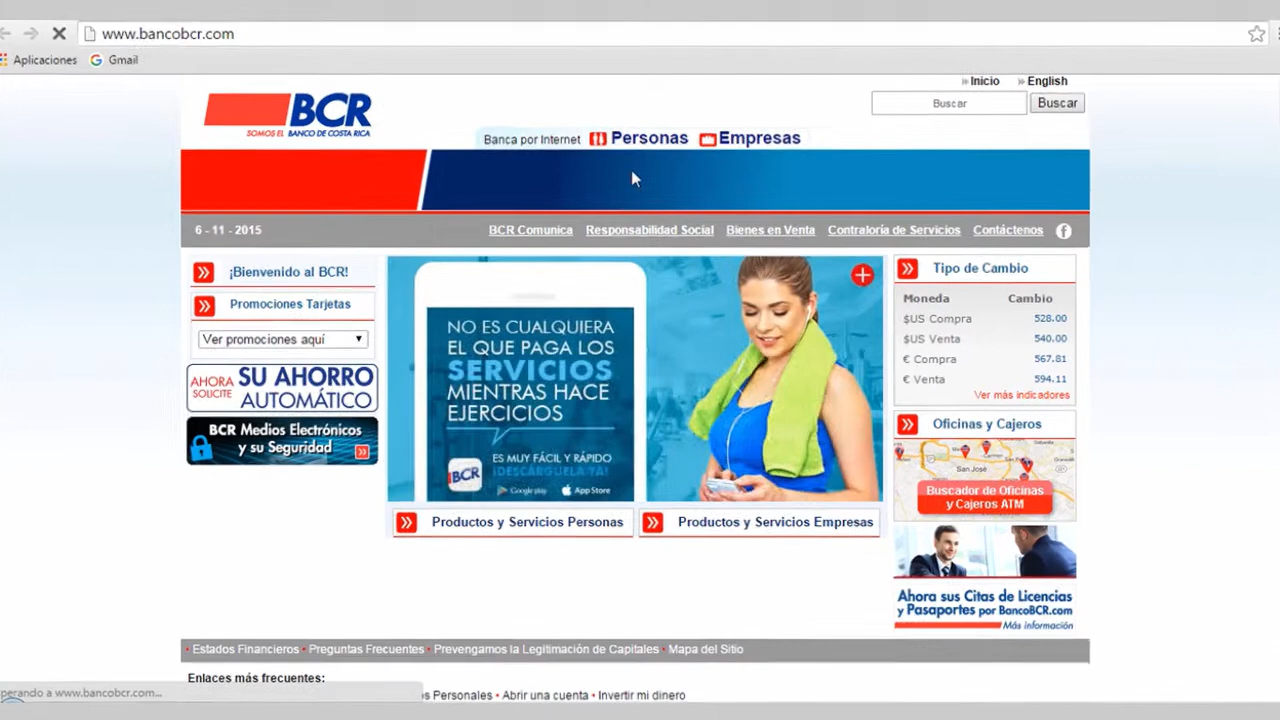 www.bancobcr.com
Aplicaciones Gmail
Inicio English
Buscar Buscar
BCR
SOMOS EL BANCO DE COSTA RICA
Banca por Internet Personas Empresas
6 - 11 - 2015 BCR Comunica Responsabilidad Social Bienes en Venta Contraloría de Servicios Contáctenos f
¡Bienvenido al BCR!
Promociones Tarjetas
Ver promociones aquí
AHORA SOLICITE SU AHORRO AUTOMÁTICO
BCR Medios Electrónicos
y su Seguridad
NO ES CUALQUIERA
EL QUE PAGA LOS
SERVICIOS
MIENTRAS HACE
EJERCICIOS
ES MUY FÁCIL Y RÁPIDO
¡DESCÁRGUELA YA!
BCR
Google play App Store
Productos y Servicios Personas Productos y Servicios Empresas
Tipo de Cambio
Moneda Cambio
$US Compra 528.00
$US Venta 540.00
€ Compra 567.81
€ Venta 594.11
Ver más indicadores
Oficinas y Cajeros
San José
Buscador de Oficinas
y Cajeros ATM
Ahora sus Citas de Licencias
y Pasaportes por BancoBCR.com
Más información
• Estados Financieros • Preguntas Frecuentes • Prevengamos la Legitimación de Capitales • Mapa del Sitio
Enlaces más frecuentes:
perando a www.bancobcr.com...
s Personales • Abrir una cuenta • Invertir mi dinero